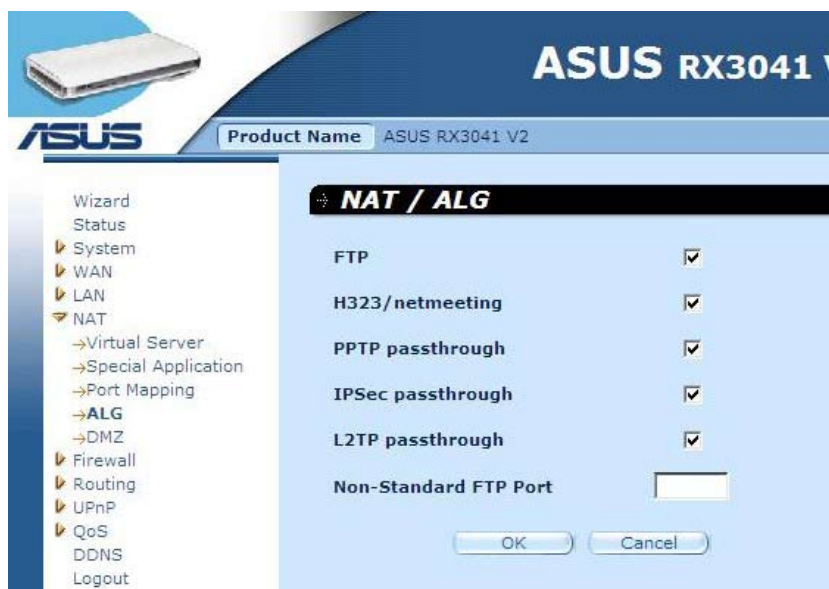 ASUS RX3041 V
ASUS
Product Name ASUS RX3041 V2
Wizard
Status
System
WAN
LAN
NAT
Virtual Server
Special Application
Port Mapping
ALG
DMZ
Firewall
Routing
UPnP
QoS
DDNS
Logout
NAT / ALG
FTP
H323/netmeeting
PPTP passthrough
IPSec passthrough
L2TP passthrough
Non-Standard FTP Port
OK Cancel